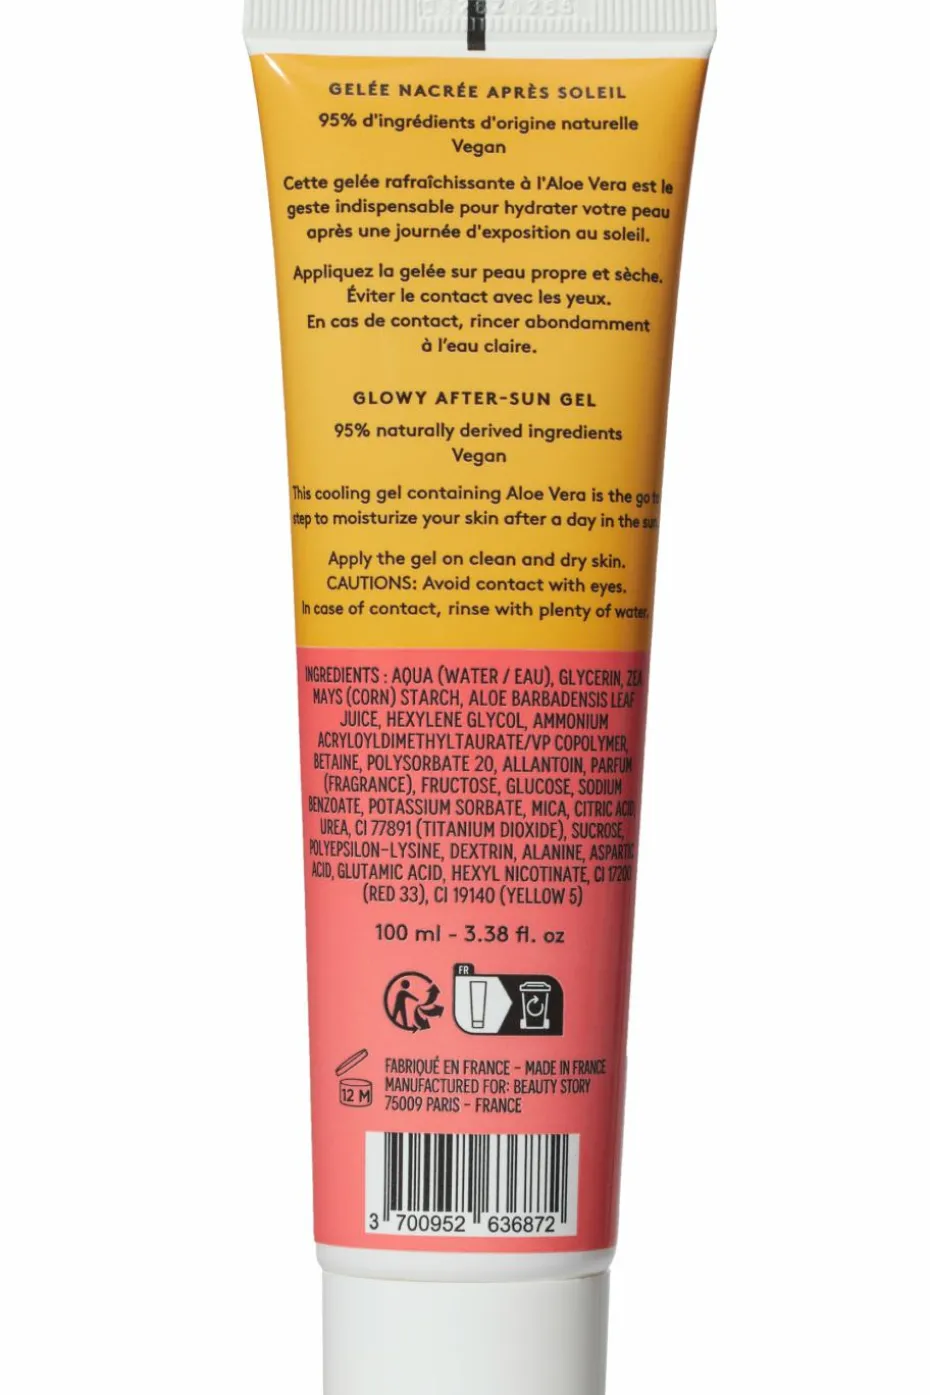 GELÉE NACRÉE APRÈS SOLEIL
95% d'ingrédients d'origine naturelle
Vegan
Cette gelée rafraîchissante à l'Aloe Vera est le
geste indispensable pour hydrater votre peau
après une journée d'exposition au soleil.
Appliquez la gelée sur peau propre et sèche.
Éviter le contact avec les yeux.
En cas de contact, rincer abondamment
à l’eau claire.
GLOWY AFTER-SUN GEL
95% naturally derived ingredients
Vegan
This cooling gel containing Aloe Vera is the go to
step to moisturize your skin after a day in the sun.
Apply the gel on clean and dry skin.
CAUTIONS: Avoid contact with eyes.
In case of contact, rinse with plenty of water.
INGREDIENTS : AQUA (WATER / EAU), GLYCERIN, ZEA
MAYS (CORN) STARCH, ALOE BARBADENSIS LEAF
JUICE, HEXYLENE GLYCOL, AMMONIUM
ACRYLOYLDIMETHYLTAURATE/VP COPOLYMER,
BETAINE, POLYSORBATE 20, ALLANTOIN, PARFUM
(FRAGRANCE), FRUCTOSE, GLUCOSE, SODIUM
BENZOATE, POTASSIUM SORBATE, MICA, CITRIC ACID,
UREA, CI 77891 (TITANIUM DIOXIDE), SUCROSE,
POLYEPSILON-LYSINE, DEXTRIN, ALANINE, ASPARTIC
ACID, GLUTAMIC ACID, HEXYL NICOTINATE, CI 17200
(RED 33), CI 19140 (YELLOW 5)
100 ml - 3.38 fl. oz
FR
12 M
FABRIQUÉ EN FRANCE - MADE IN FRANCE
MANUFACTURED FOR: BEAUTY STORY
75009 PARIS - FRANCE
3 700952 636872